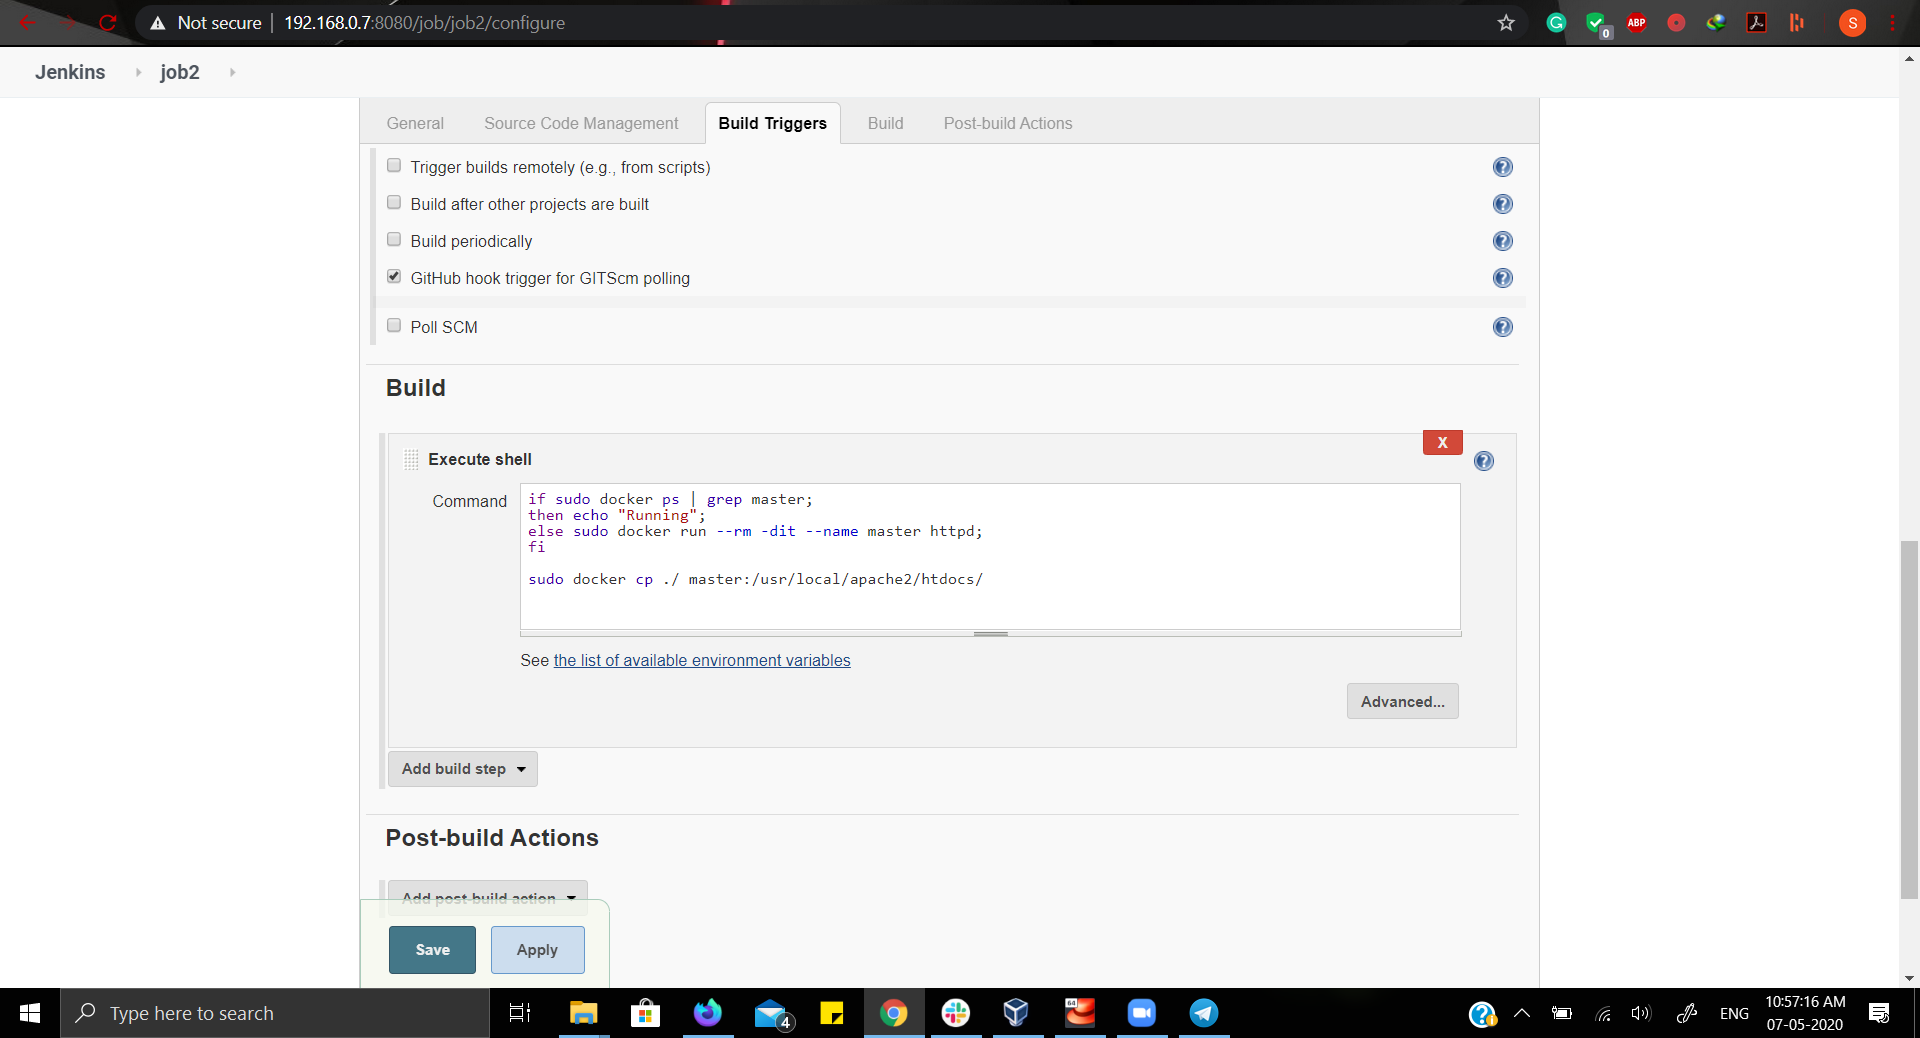 Not secure | 192.168.0.7:8080/job/job2/configure
ABP
0
S
Jenkins
job2
General
Source Code Management
Build Triggers
Build
Post-build Actions
Trigger builds remotely (e.g., from scripts)
Build after other projects are built
Build periodically
GitHub hook trigger for GITScm polling
Poll SCM
Build
X
Execute shell
Command
if sudo docker ps | grep master;
then echo "Running";
else sudo docker run --rm -dit --name master httpd;
fi
sudo docker cp ./ master:/usr/local/apache2/htdocs/
See the list of available environment variables
Advanced...
Add build step
Post-build Actions
Add post-build action
Save
Apply
Type here to search
4
64
ENG
10:57:16 AM
07-05-2020